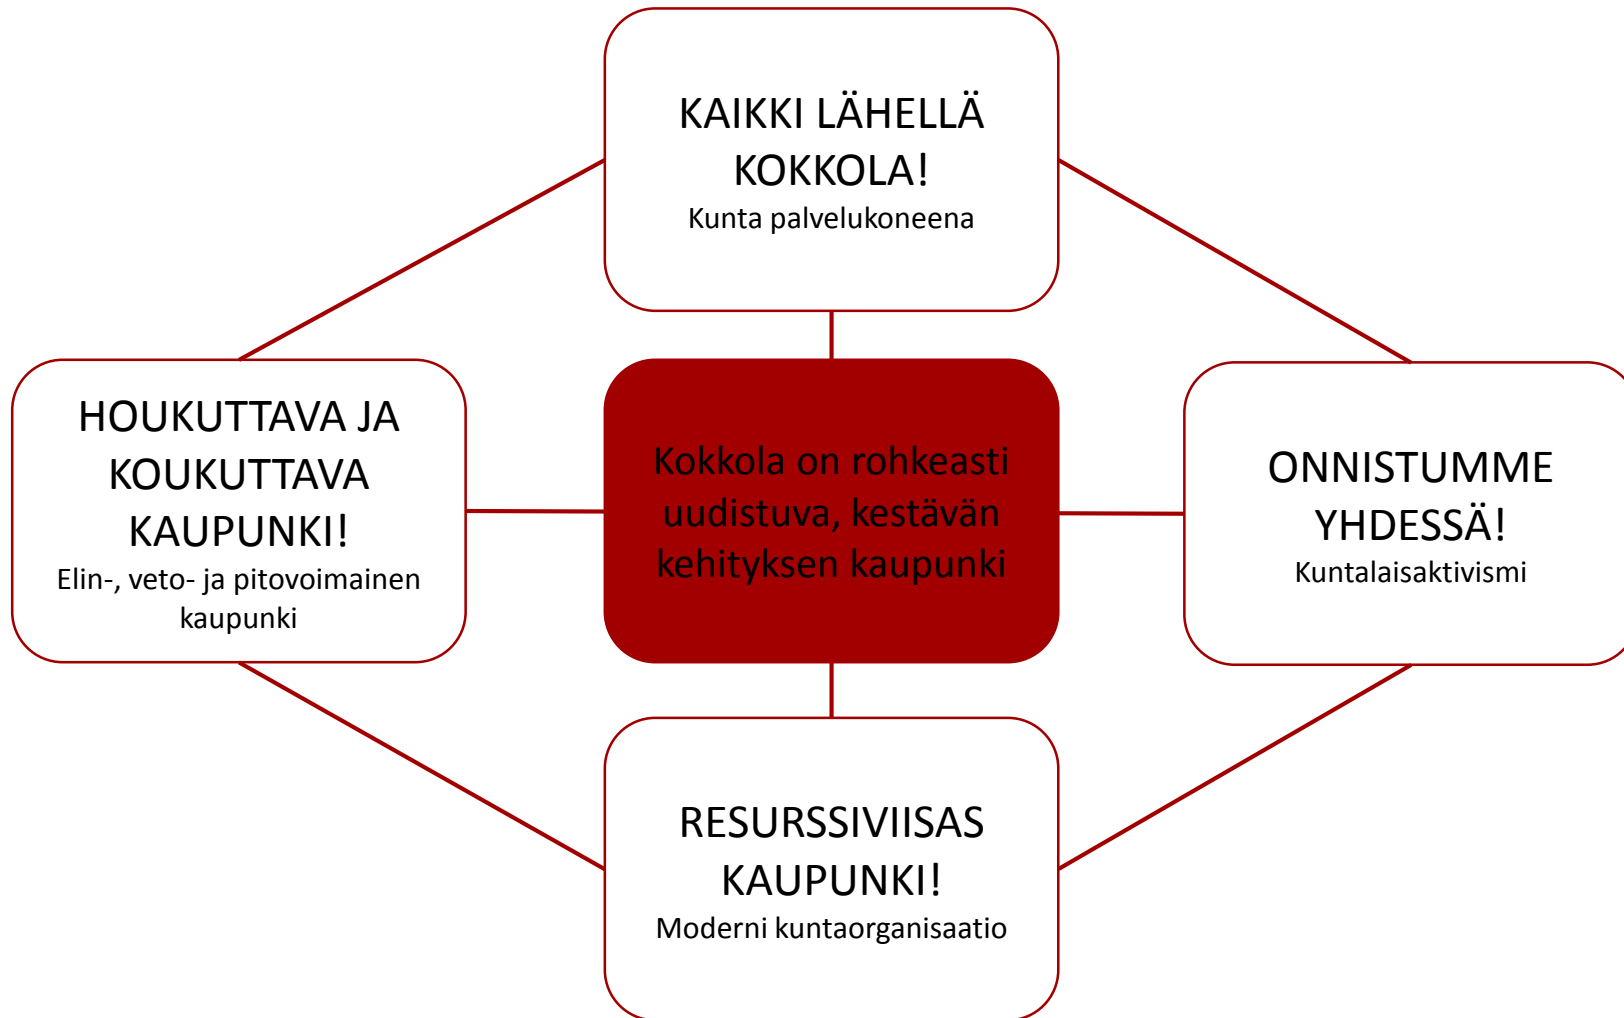 KAIKKI LÄHELLÄ
KOKKOLA!
Kunta palvelukoneena
HOUKUTTAVA JA
KOUKUTTAVA
KAUPUNKI!
Elin-, veto- ja pitovoimainen
kaupunki
Kokkola on rohkeasti
uudistuva, kestävän
kehityksen kaupunki
ONNISTUMME
YHDESSÄ!
Kuntalaisaktivismi
RESURSSIVIISAS
KAUPUNKI!
Moderni kuntaorganisaatio